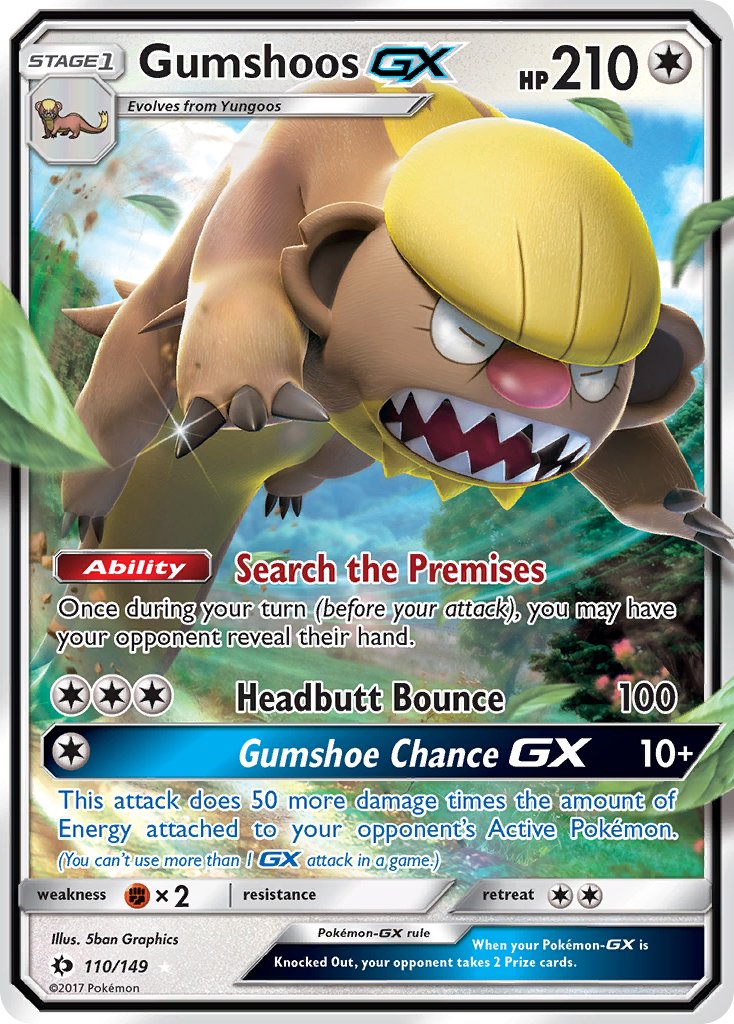 STAGE1 Gumshoos GX HP210
Evolves from Yungoos
Ability Search the Premises
Once during your turn (before your attack), you may have
your opponent reveal their hand.
Headbutt Bounce 100
Gumshoe Chance GX 10+
This attack does 50 more damage times the amount of
Energy attached to your opponent's Active Pokémon.
(You can't use more than 1 GX attack in a game.)
weakness ×2 resistance retreat
Illus. 5ban Graphics
110/149
©2017 Pokémon
Pokémon-GX rule
When your Pokémon-GX is
Knocked Out, your opponent takes 2 Prize cards.